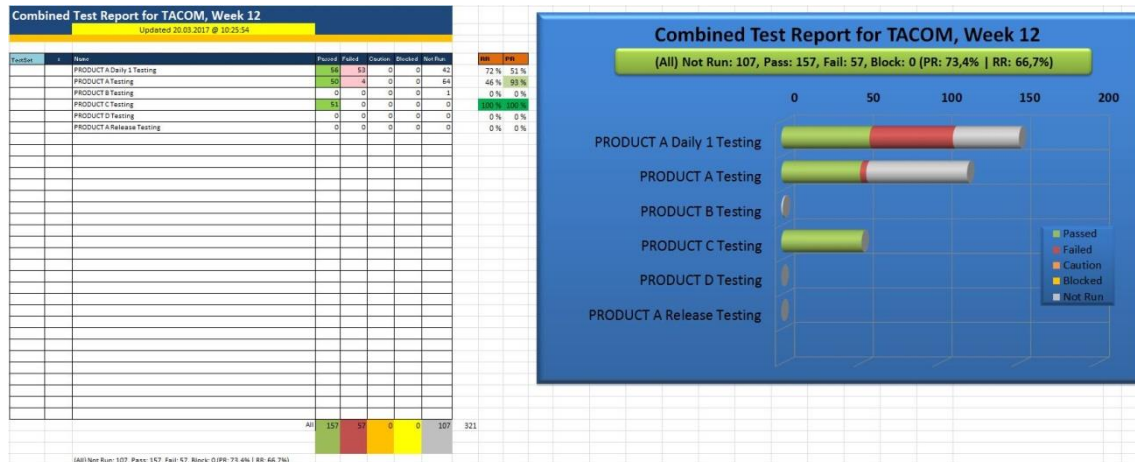 Combined Test Report for TACOM, Week 12
Updated 20.03.2017 @ 10:25:54
TestSet Name Passed Failed Caution Blocked Not Run RR PR
PRODUCT A Daily 1 Testing 56 53 0 0 42 72 % 51 %
PRODUCT A Testing 50 4 0 0 64 46 % 93 %
PRODUCT B Testing 0 0 0 0 1 0 % 0 %
PRODUCT C Testing 51 0 0 0 0 100 % 100 %
PRODUCT D Testing 0 0 0 0 0 0 % 0 %
PRODUCT A Release Testing 0 0 0 0 0 0 % 0 %
All 157 57 0 0 107 321
(All) Not Run: 107, Pass: 157, Fail: 57, Block: 0 (PR: 73,4% | RR: 66,7%)
Combined Test Report for TACOM, Week 12
(All) Not Run: 107, Pass: 157, Fail: 57, Block: 0 (PR: 73,4% | RR: 66,7%)
0 50 100 150 200
PRODUCT A Daily 1 Testing
PRODUCT A Testing
PRODUCT B Testing
PRODUCT C Testing
PRODUCT D Testing
PRODUCT A Release Testing
Passed
Failed
Caution
Blocked
Not Run